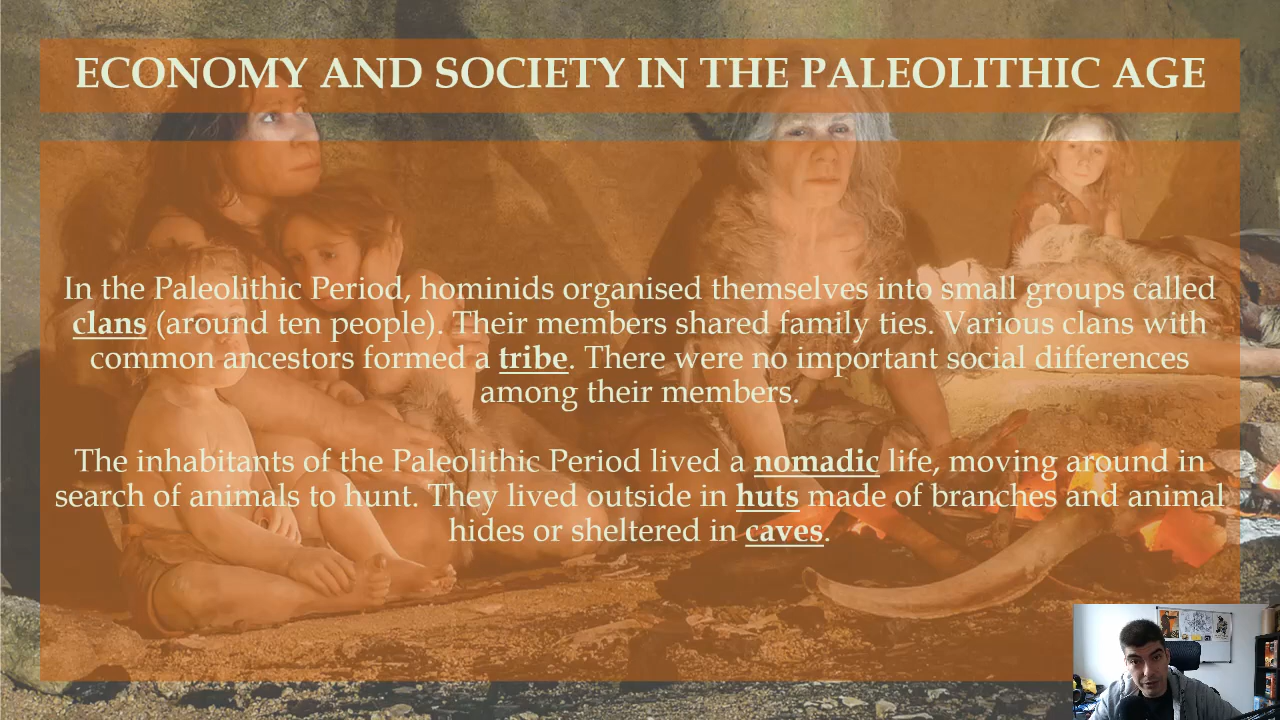 ECONOMY AND SOCIETY IN THE PALEOLITHIC AGE
In the Paleolithic Period, hominids organised themselves into small groups called
clans (around ten people). Their members shared family ties. Various clans with
common ancestors formed a tribe. There were no important social differences
among their members.
The inhabitants of the Paleolithic Period lived a nomadic life, moving around in
search of animals to hunt. They lived outside in huts made of branches and animal
hides or sheltered in caves.